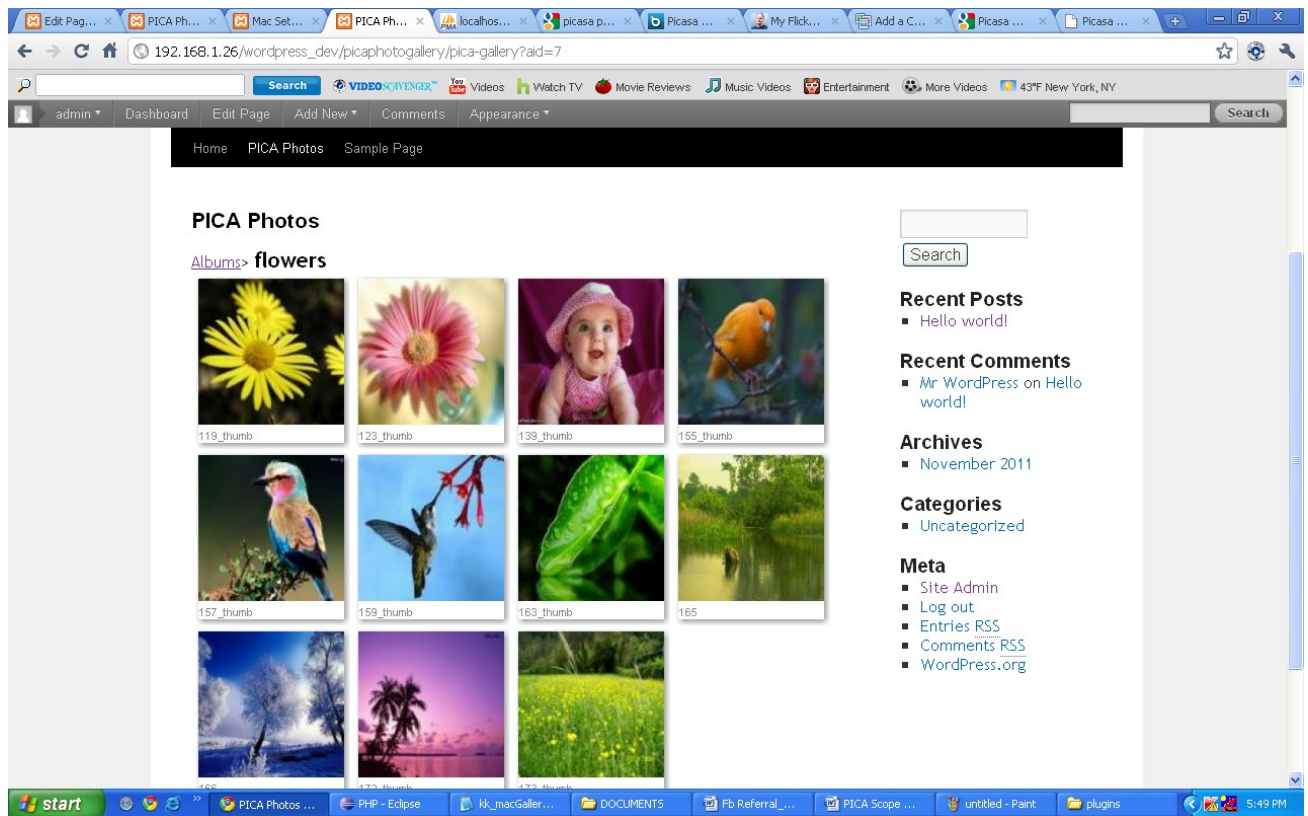 Edit Pag...
PICA Ph...
Mac Set...
PICA Ph...
localhos...
picasa p...
Picasa ...
My Flick...
Add a C...
Picasa ...
Picasa ...
192.168.1.26/wordpress_dev/picaphotogallery/pica-gallery?aid=7
Search VIDEOSCAVENGER™ Videos Watch TV Movie Reviews Music Videos Entertainment More Videos 43°F New York, NY
admin Dashboard Edit Page Add New Comments Appearance Search
Home PICA Photos Sample Page
PICA Photos
Albums> flowers
119_thumb 123_thumb 139_thumb 155_thumb
157_thumb 159_thumb 163_thumb 165
166 172_thumb 173_thumb
Search
Recent Posts
Hello world!
Recent Comments
Mr WordPress on Hello
world!
Archives
November 2011
Categories
Uncategorized
Meta
Site Admin
Log out
Entries RSS
Comments RSS
WordPress.org
start PICA Photos ... PHP - Eclipse kk_macGaller... DOCUMENTS Fb Referral_... PICA Scope ... untitled - Paint plugins 5:49 PM